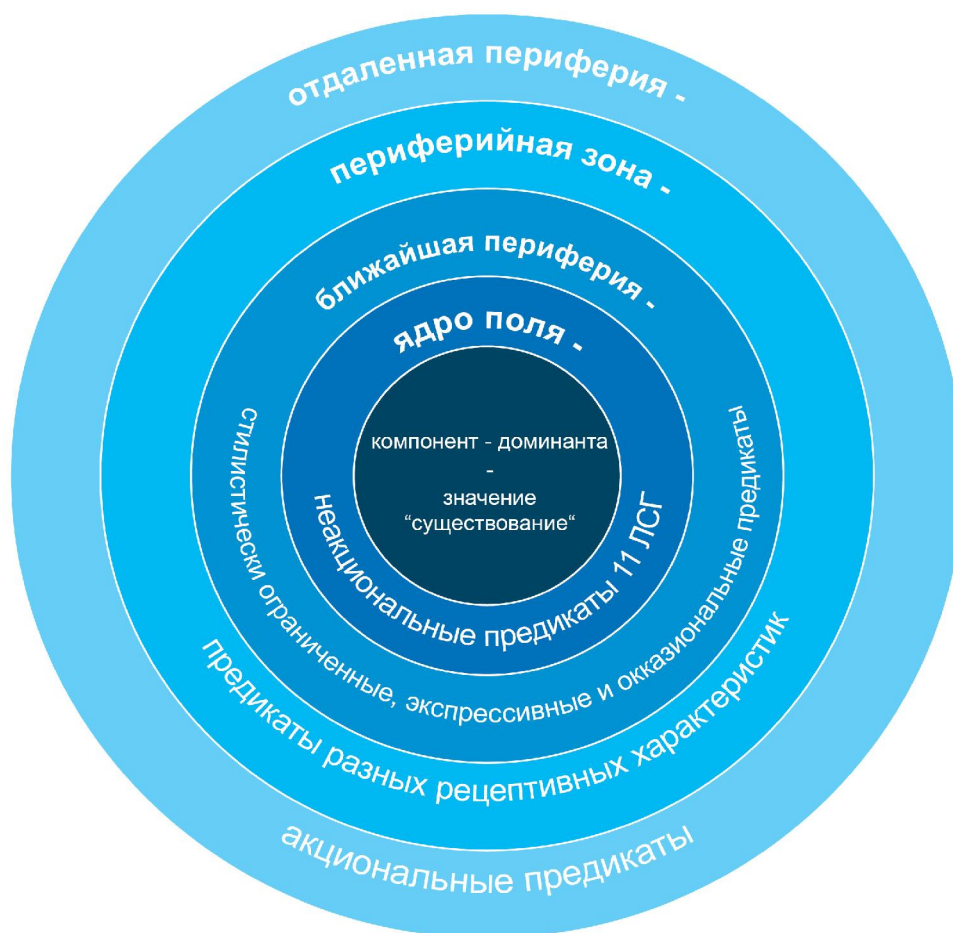 отдаленная периферия -
периферийная зона -
ближайшая периферия -
ядро поля -
компонент - доминанта
-
значение
“существование“
неакциональные предикаты 11 ЛСГ
стилистически ограниченные, экспрессивные и окказиональные предикаты
предикаты разных рецептивных характеристик
акциональные предикаты